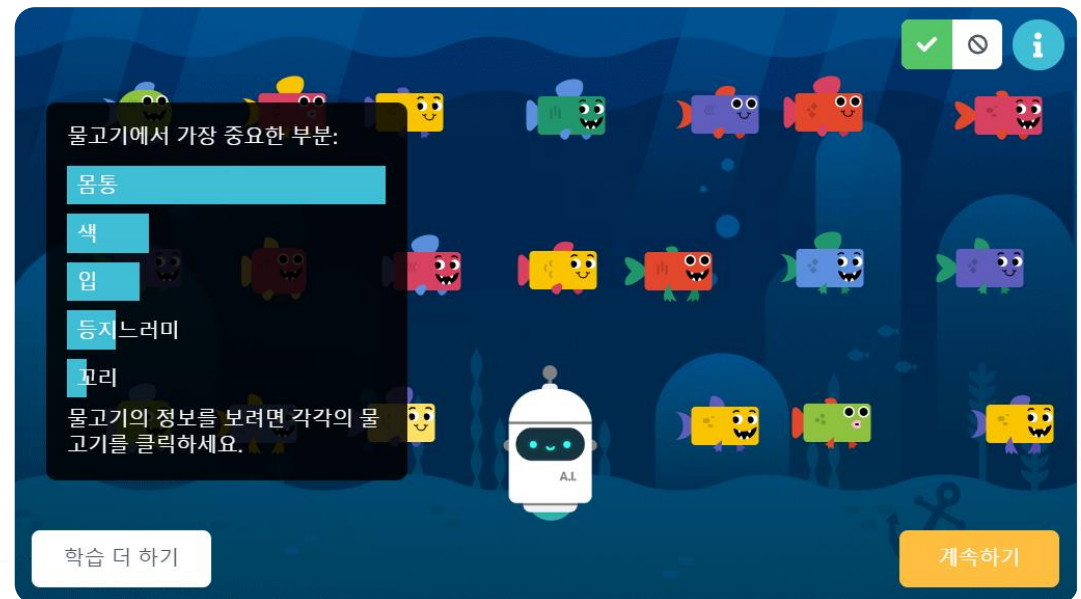 물고기에서 가장 중요한 부분:
몸통
색
입
등지느러미
꼬리
물고기의 정보를 보려면 각각의 물
고기를 클릭하세요.
A.I.
학습 더 하기
계속하기